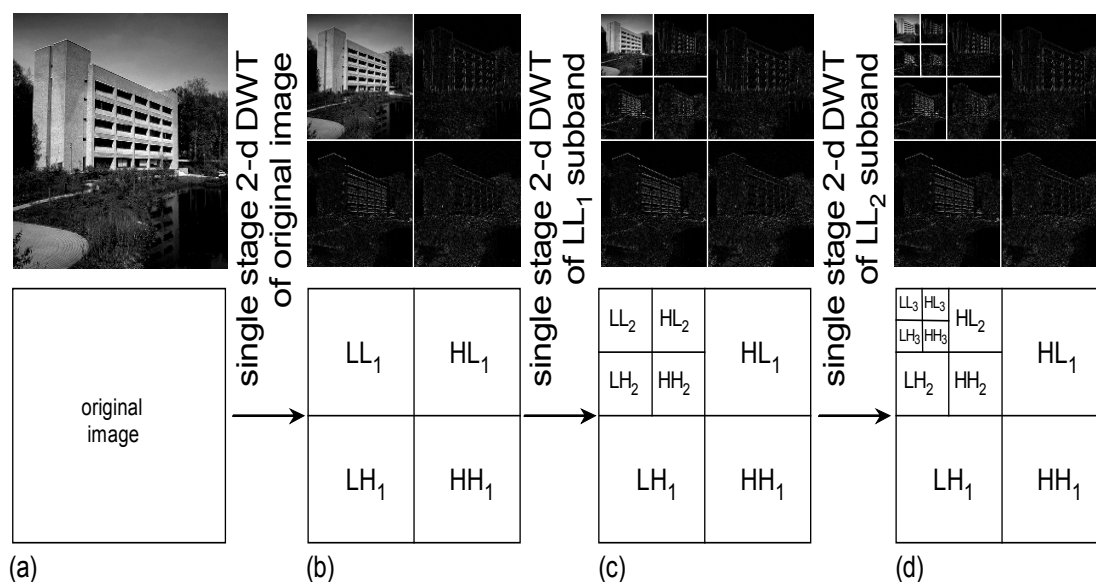 single stage 2-d DWT
of original image
single stage 2-d DWT
of LL1 subband
single stage 2-d DWT
of LL2 subband
original
image
LL1 HL1
LH1 HH1
LL2 HL2
LH2 HH2
HL1
LH1 HH1
LL3 HL3
LH3 HH3
HL2
LH2 HH2
HL1
LH1 HH1
(a) (b) (c) (d)